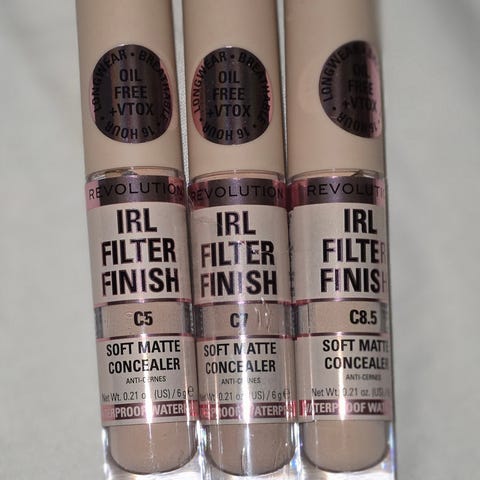 LONGWEAR • BREATHABLE • 16 HOUR •
OIL
FREE
+VTOX
REVOLUTION
IRL
FILTER
FINISH
C5
SOFT MATTE
CONCEALER
ANTI-CERNES
Net Wt. 0.21 oz. (US) / 6 g e
WATERPROOF
LONGWEAR • BREATHABLE • 16 HOUR •
OIL
FREE
+VTOX
REVOLUTION
IRL
FILTER
FINISH
C7
SOFT MATTE
CONCEALER
ANTI-CERNES
Net Wt. 0.21 oz. (US) / 6 g e
WATERPROOF
LONGWEAR
16 HOUR
OIL
FREE
+VTOX
REVOLUTION
IRL
FILTER
FINISH
C8.5
SOFT MATTE
CONCEALER
ANTI-CERNES
Net Wt. 0.21 oz. (US) / 6
WATERPROOF